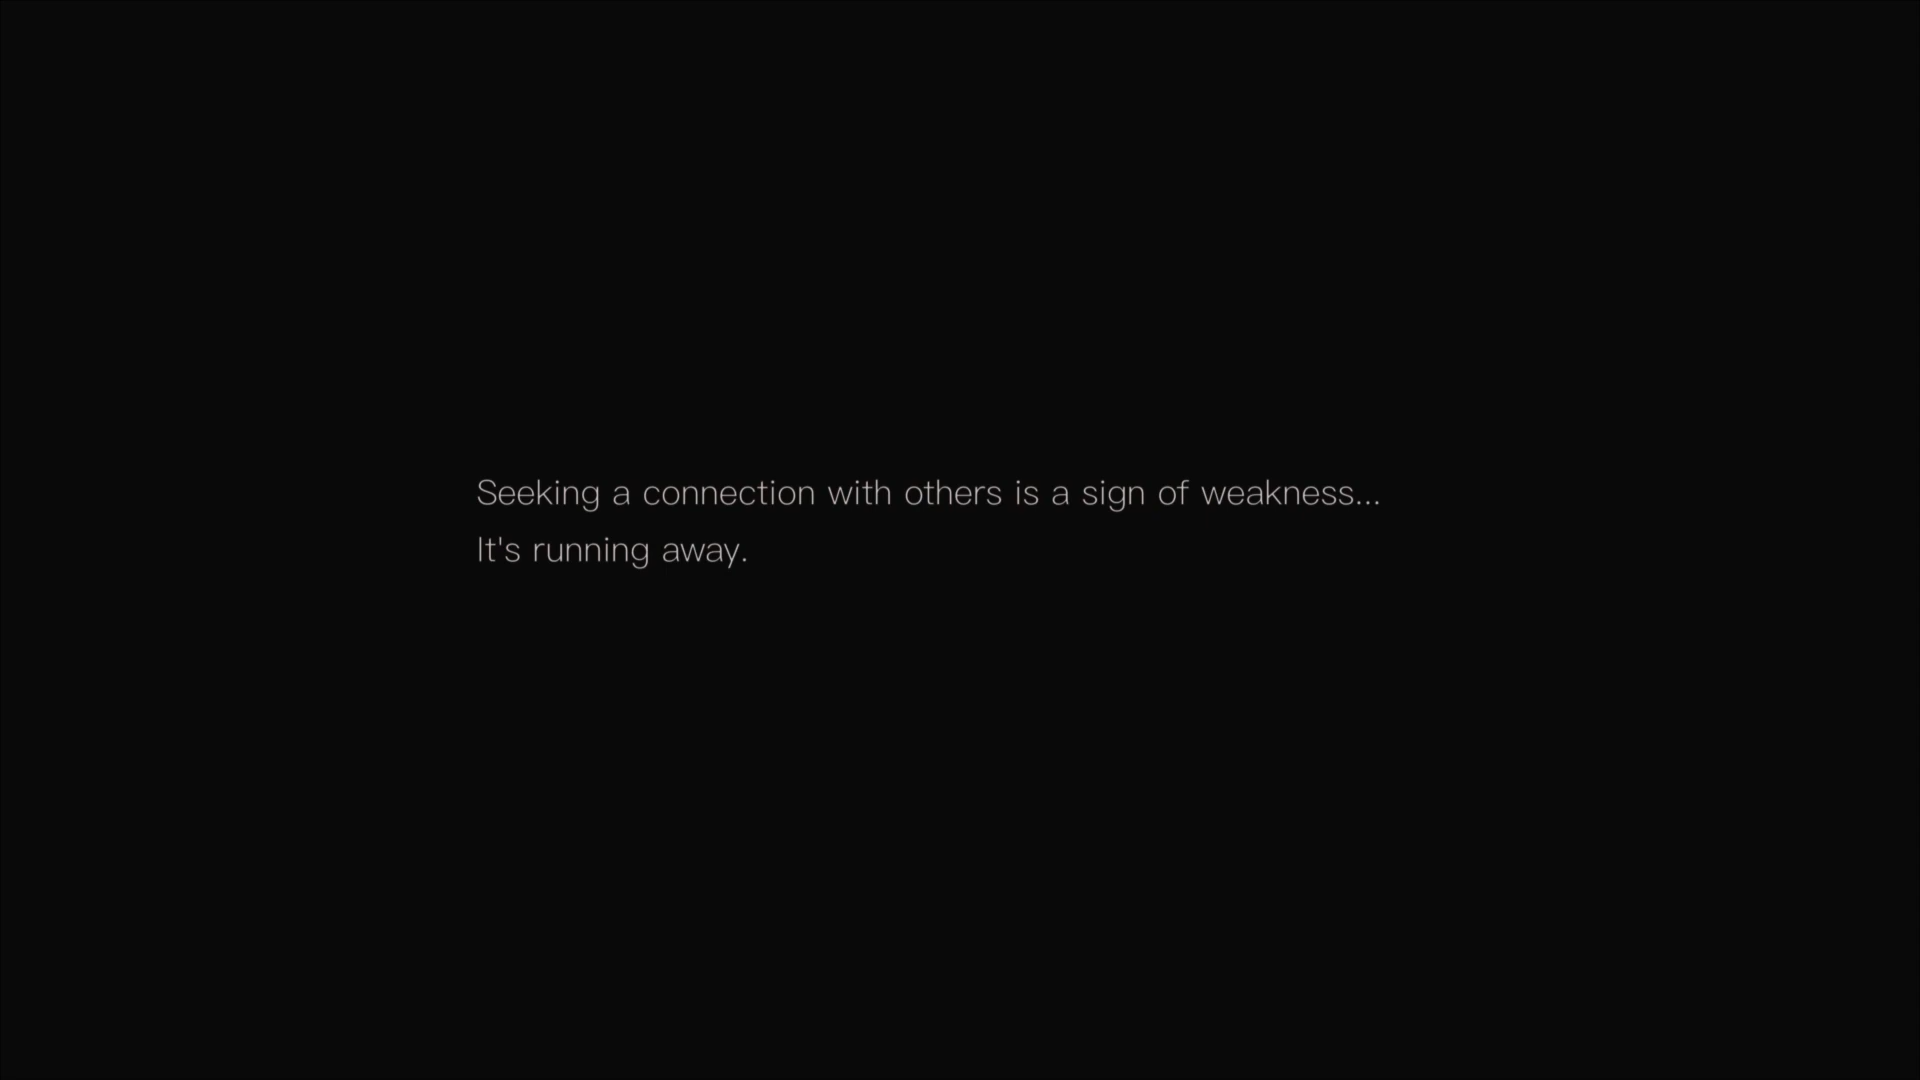 Seeking a connection with others is a sign of weakness...
It's running away.